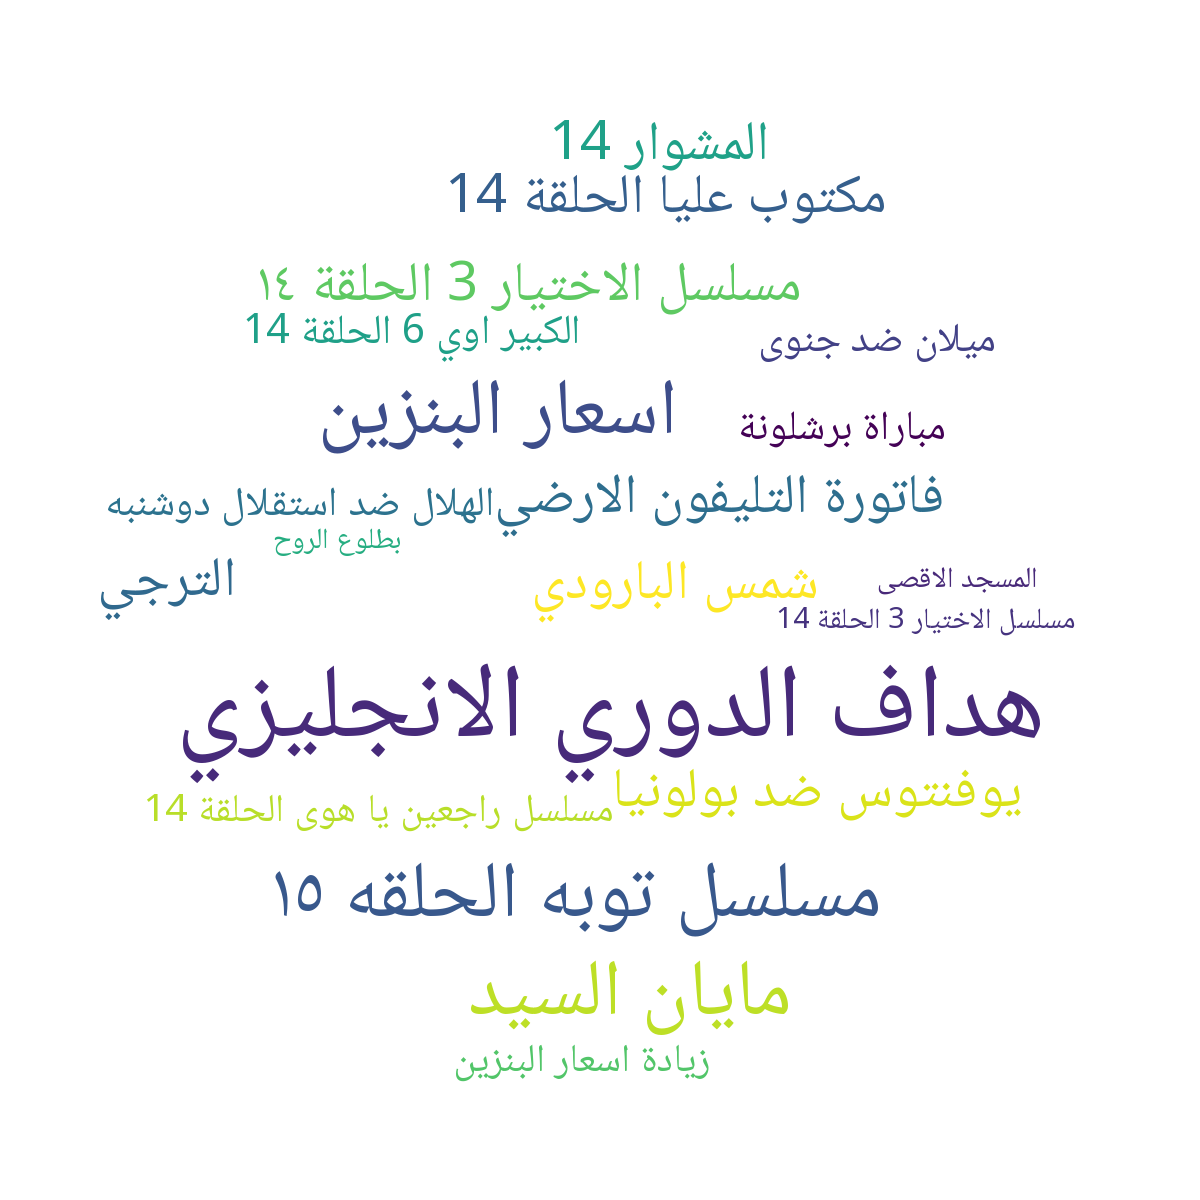 المشوار 14
مكتوب عليا الحلقة 14
مسلسل الاختيار 3 الحلقة ١٤
الكبير اوي 6 الحلقة 14
ميلان ضد جنوى
اسعار البنزين
مباراة برشلونة
فاتورة التليفون الارضي
الهلال ضد استقلال دوشنبه
بطلوع الروح
الترجي
شمس البارودي
المسجد الاقصى
مسلسل الاختيار 3 الحلقة 14
هداف الدوري الانجليزي
يوفنتوس ضد بولونيا
مسلسل راجعين يا هوى الحلقة 14
مسلسل توبه الحلقه ١٥
مايان السيد
زيادة اسعار البنزين